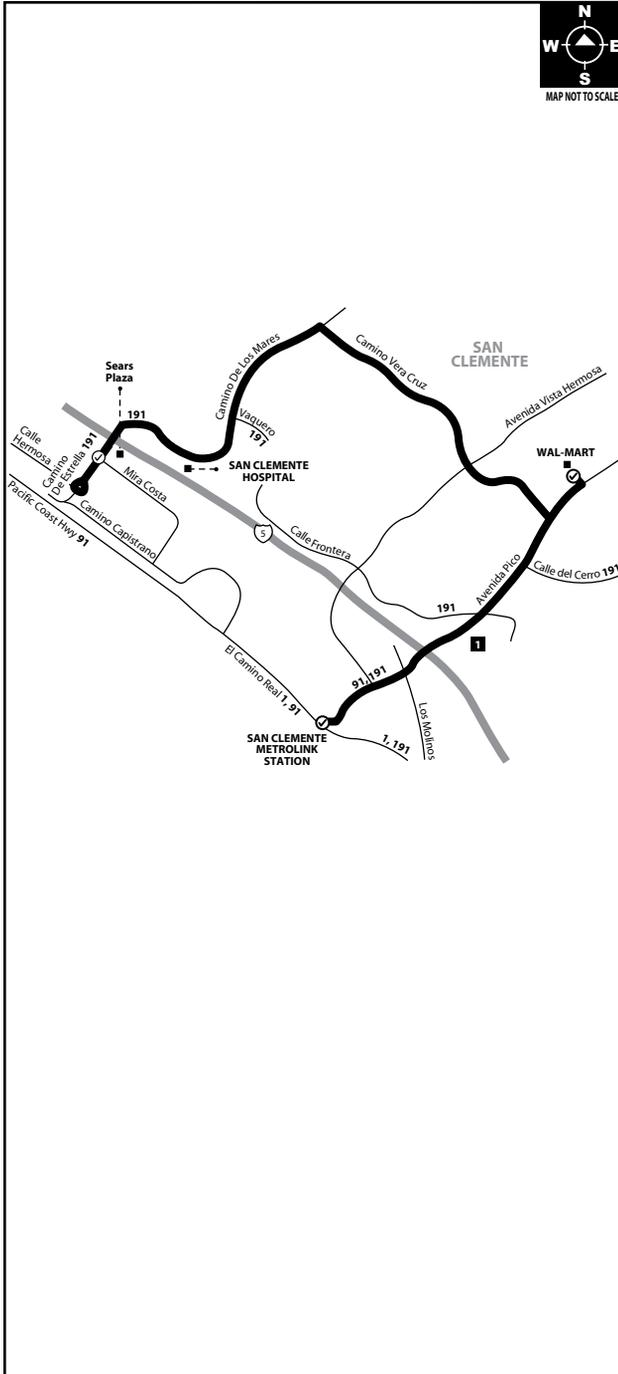 N
W E
S
MAP NOT TO SCALE
Camino De Los Mares
Camino Vera Cruz
SAN
CLEMENTE
Sears
Plaza
Avenida Vista Hermosa
191
Vaquero
191
Calle
Hermosa
Camino
De Estrella 191
WAL-MART
SAN CLEMENTE
HOSPITAL
Mira Costa
Pacific Coast Hwy 91
Camino Capistrano
5
Calle Frontera
Avenida Pico
Calle del Cerro 191
191
1
El Camino Real 1, 91
91, 191
Los Molinos
1, 191
SAN CLEMENTE
METROLINK
STATION